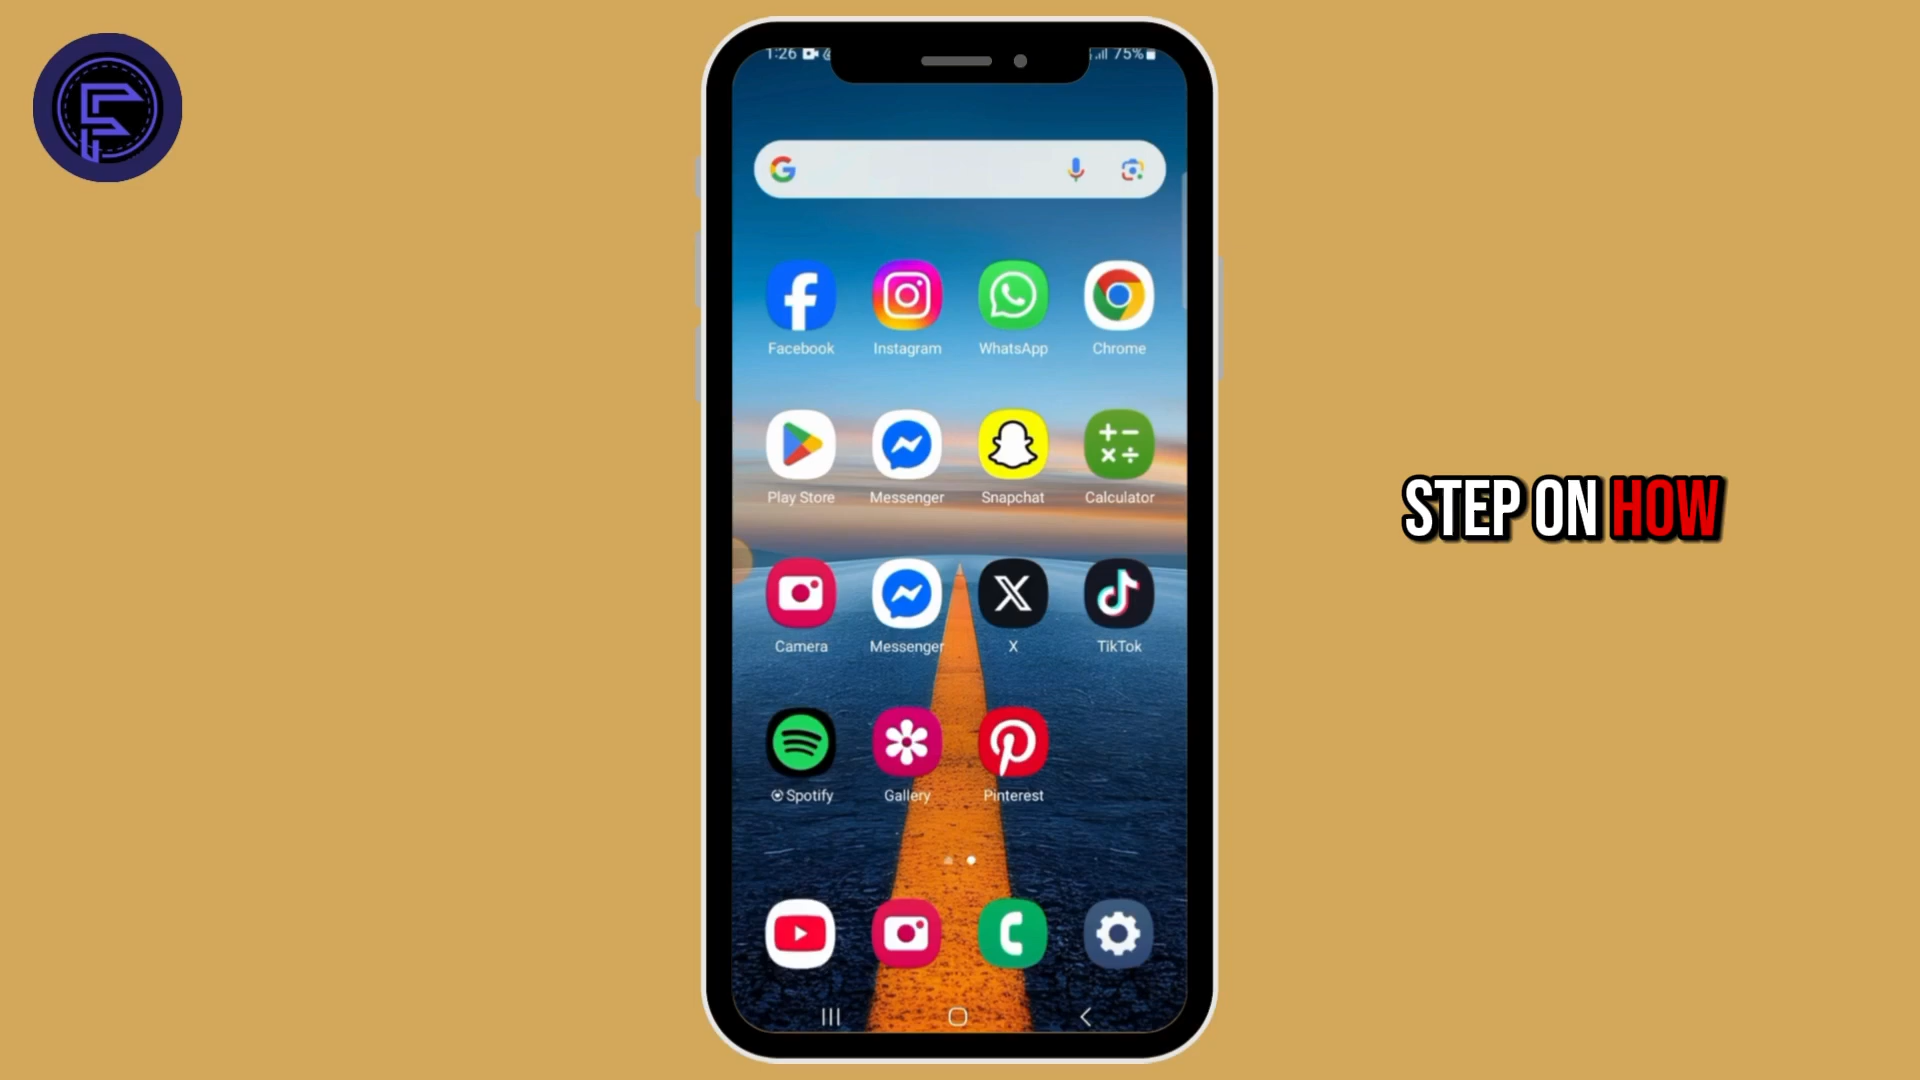 1:26
75%
Facebook
Instagram
WhatsApp
Chrome
Play Store
Messenger
Snapchat
Calculator
STEP ON HOW
Camera
Messenger
X
TikTok
Spotify
Gallery
Pinterest